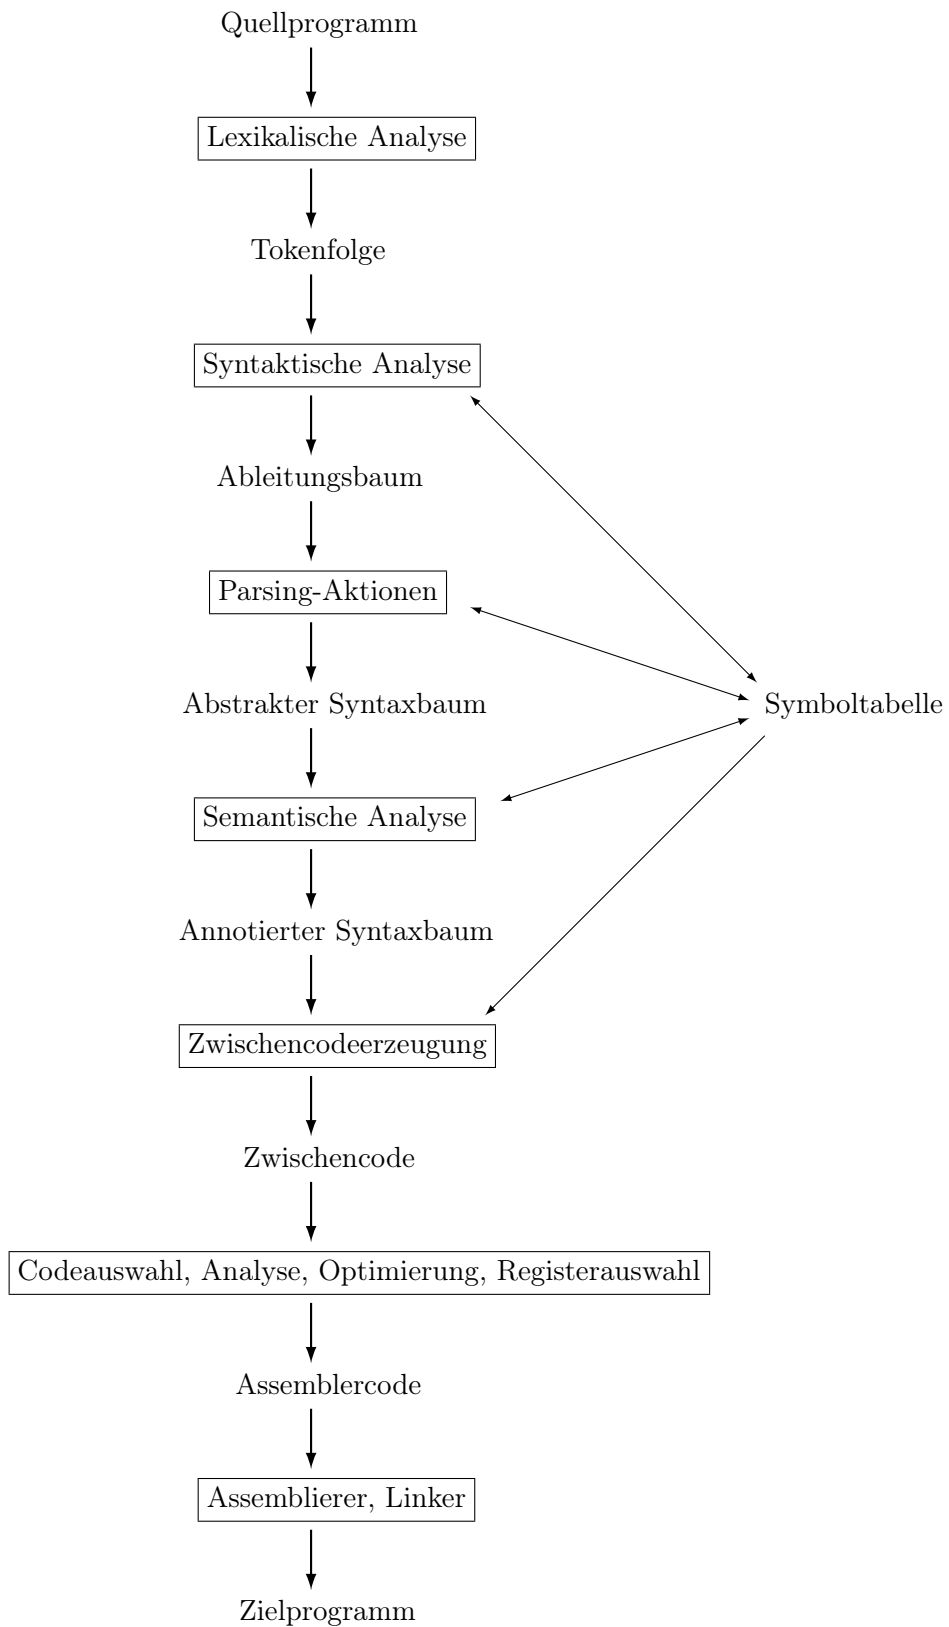 Quellprogramm
Lexikalische Analyse
Tokenfolge
Syntaktische Analyse
Ableitungsbaum
Parsing-Aktionen
Abstrakter Syntaxbaum
Symboltabelle
Semantische Analyse
Annotierter Syntaxbaum
Zwischencodeerzeugung
Zwischencode
Codeauswahl, Analyse, Optimierung, Registerauswahl
Assemblercode
Assemblierer, Linker
Zielprogramm